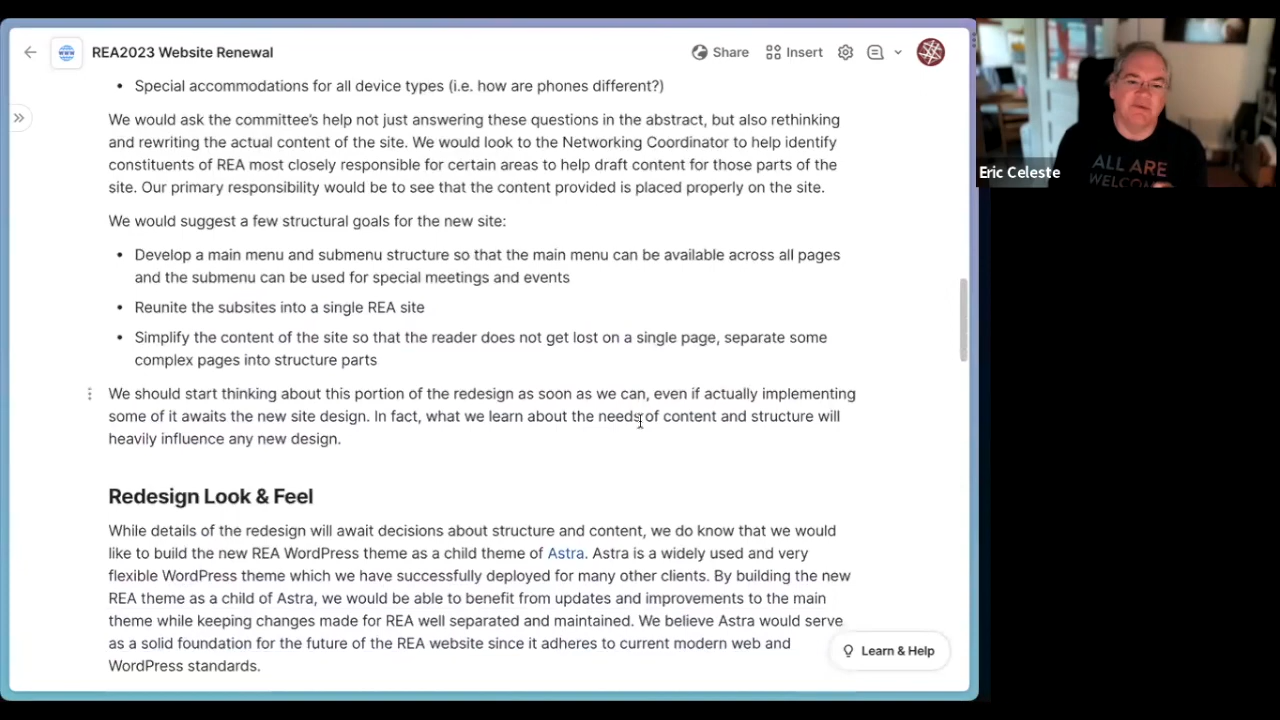 www
REA2023 Website Renewal
Share
Insert
• Special accommodations for all device types (i.e. how are phones different?)
We would ask the committee's help not just answering these questions in the abstract, but also rethinking
and rewriting the actual content of the site. We would look to the Networking Coordinator to help identify
constituents of REA most closely responsible for certain areas to help draft content for those parts of the
site. Our primary responsibility would be to see that the content provided is placed properly on the site.
We would suggest a few structural goals for the new site:
• Develop a main menu and submenu structure so that the main menu can be available across all pages
and the submenu can be used for special meetings and events
• Reunite the subsites into a single REA site
• Simplify the content of the site so that the reader does not get lost on a single page, separate some
complex pages into structure parts
We should start thinking about this portion of the redesign as soon as we can, even if actually implementing
some of it awaits the new site design. In fact, what we learn about the needs of content and structure will
heavily influence any new design.
Redesign Look & Feel
While details of the redesign will await decisions about structure and content, we do know that we would
like to build the new REA WordPress theme as a child theme of Astra. Astra is a widely used and very
flexible WordPress theme which we have successfully deployed for many other clients. By building the new
REA theme as a child of Astra, we would be able to benefit from updates and improvements to the main
theme while keeping changes made for REA well separated and maintained. We believe Astra would serve
as a solid foundation for the future of the REA website since it adheres to current modern web and
WordPress standards.
Learn & Help
ALL ARE
WELCOM
Eric Celeste